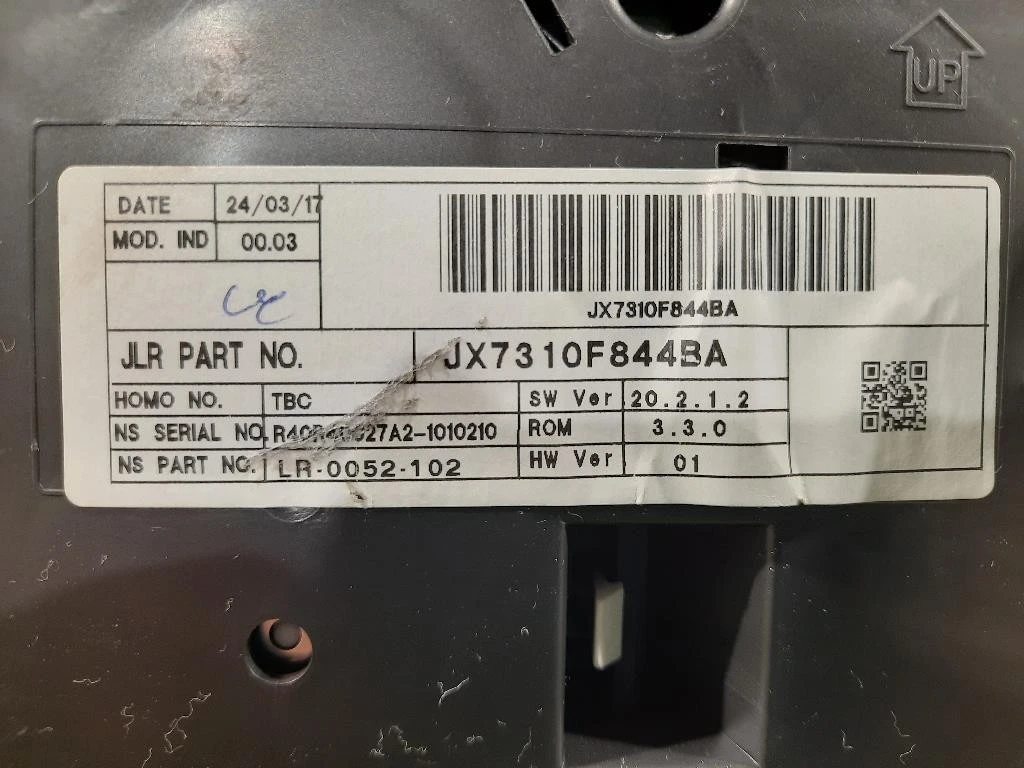 UP
DATE 24/03/17
MOD. IND 00.03
JX7310F844BA
JLR PART NO. JX7310F844BA
HOMO NO. TBC SW Ver 20.2.1.2
NS SERIAL NO. ROM 3.3.0
NS PART NO. LR-0052-102 HW Ver 01